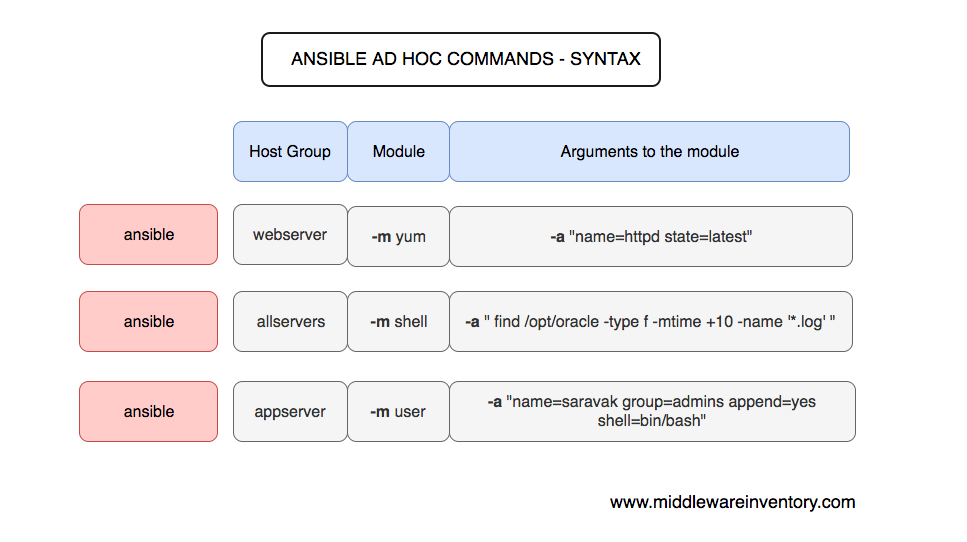 ANSIBLE AD HOC COMMANDS - SYNTAX
Host Group Module Arguments to the module
ansible webserver -m yum -a "name=httpd state=latest"
ansible allservers -m shell -a " find /opt/oracle -type f -mtime +10 -name '*.log' "
ansible appserver -m user -a "name=saravak group=admins append=yes
shell=bin/bash"
www.middlewareinventory.com